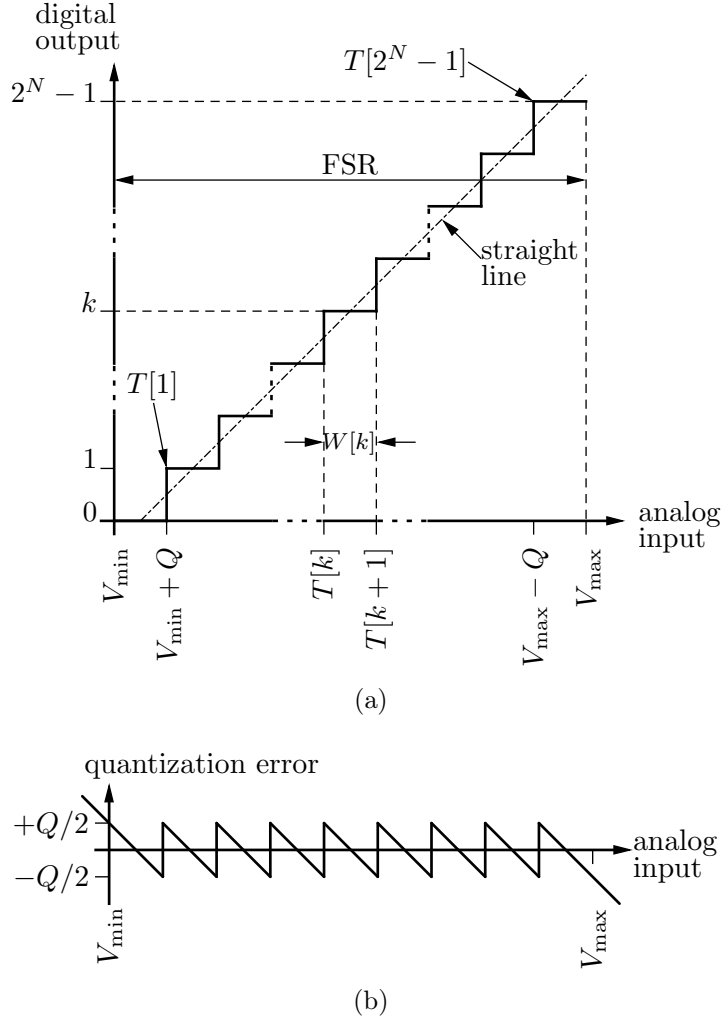 digital
output
T[2^N − 1]
2^N − 1
FSR
straight
line
k
T[1]
W[k]
1
0
analog
input
V_min
V_min + Q
T[k]
T[k + 1]
V_max − Q
V_max
(a)
quantization error
+Q/2
−Q/2
analog
input
V_min
V_max
(b)